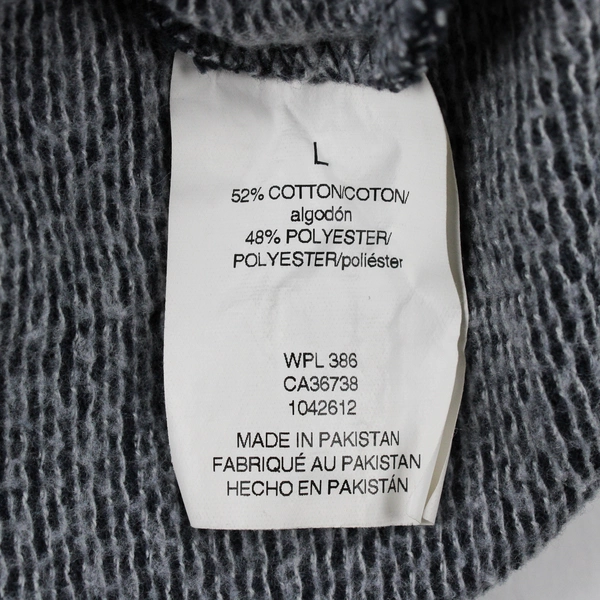 L
52% COTTON/COTON/
algodón
48% POLYESTER/
POLYESTER/poliéster
WPL 386
CA36738
1042612
MADE IN PAKISTAN
FABRIQUÉ AU PAKISTAN
HECHO EN PAKISTÁN